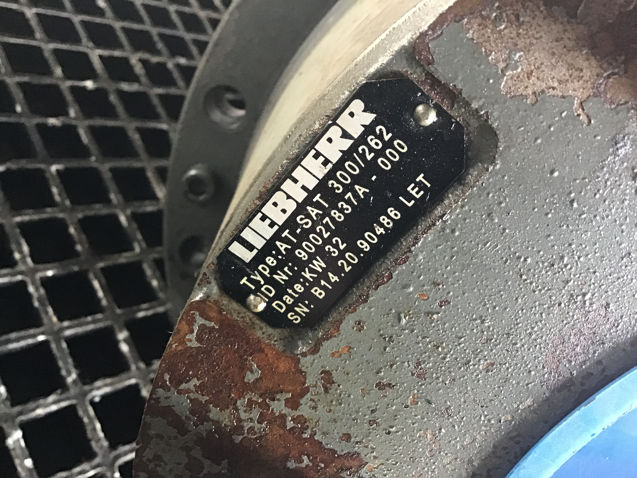 LIEBHERR
Type:AT-SAT 300/262
ID Nr: 90027837A - 000
Date:KW 32
SN: B14.20.90486 LET